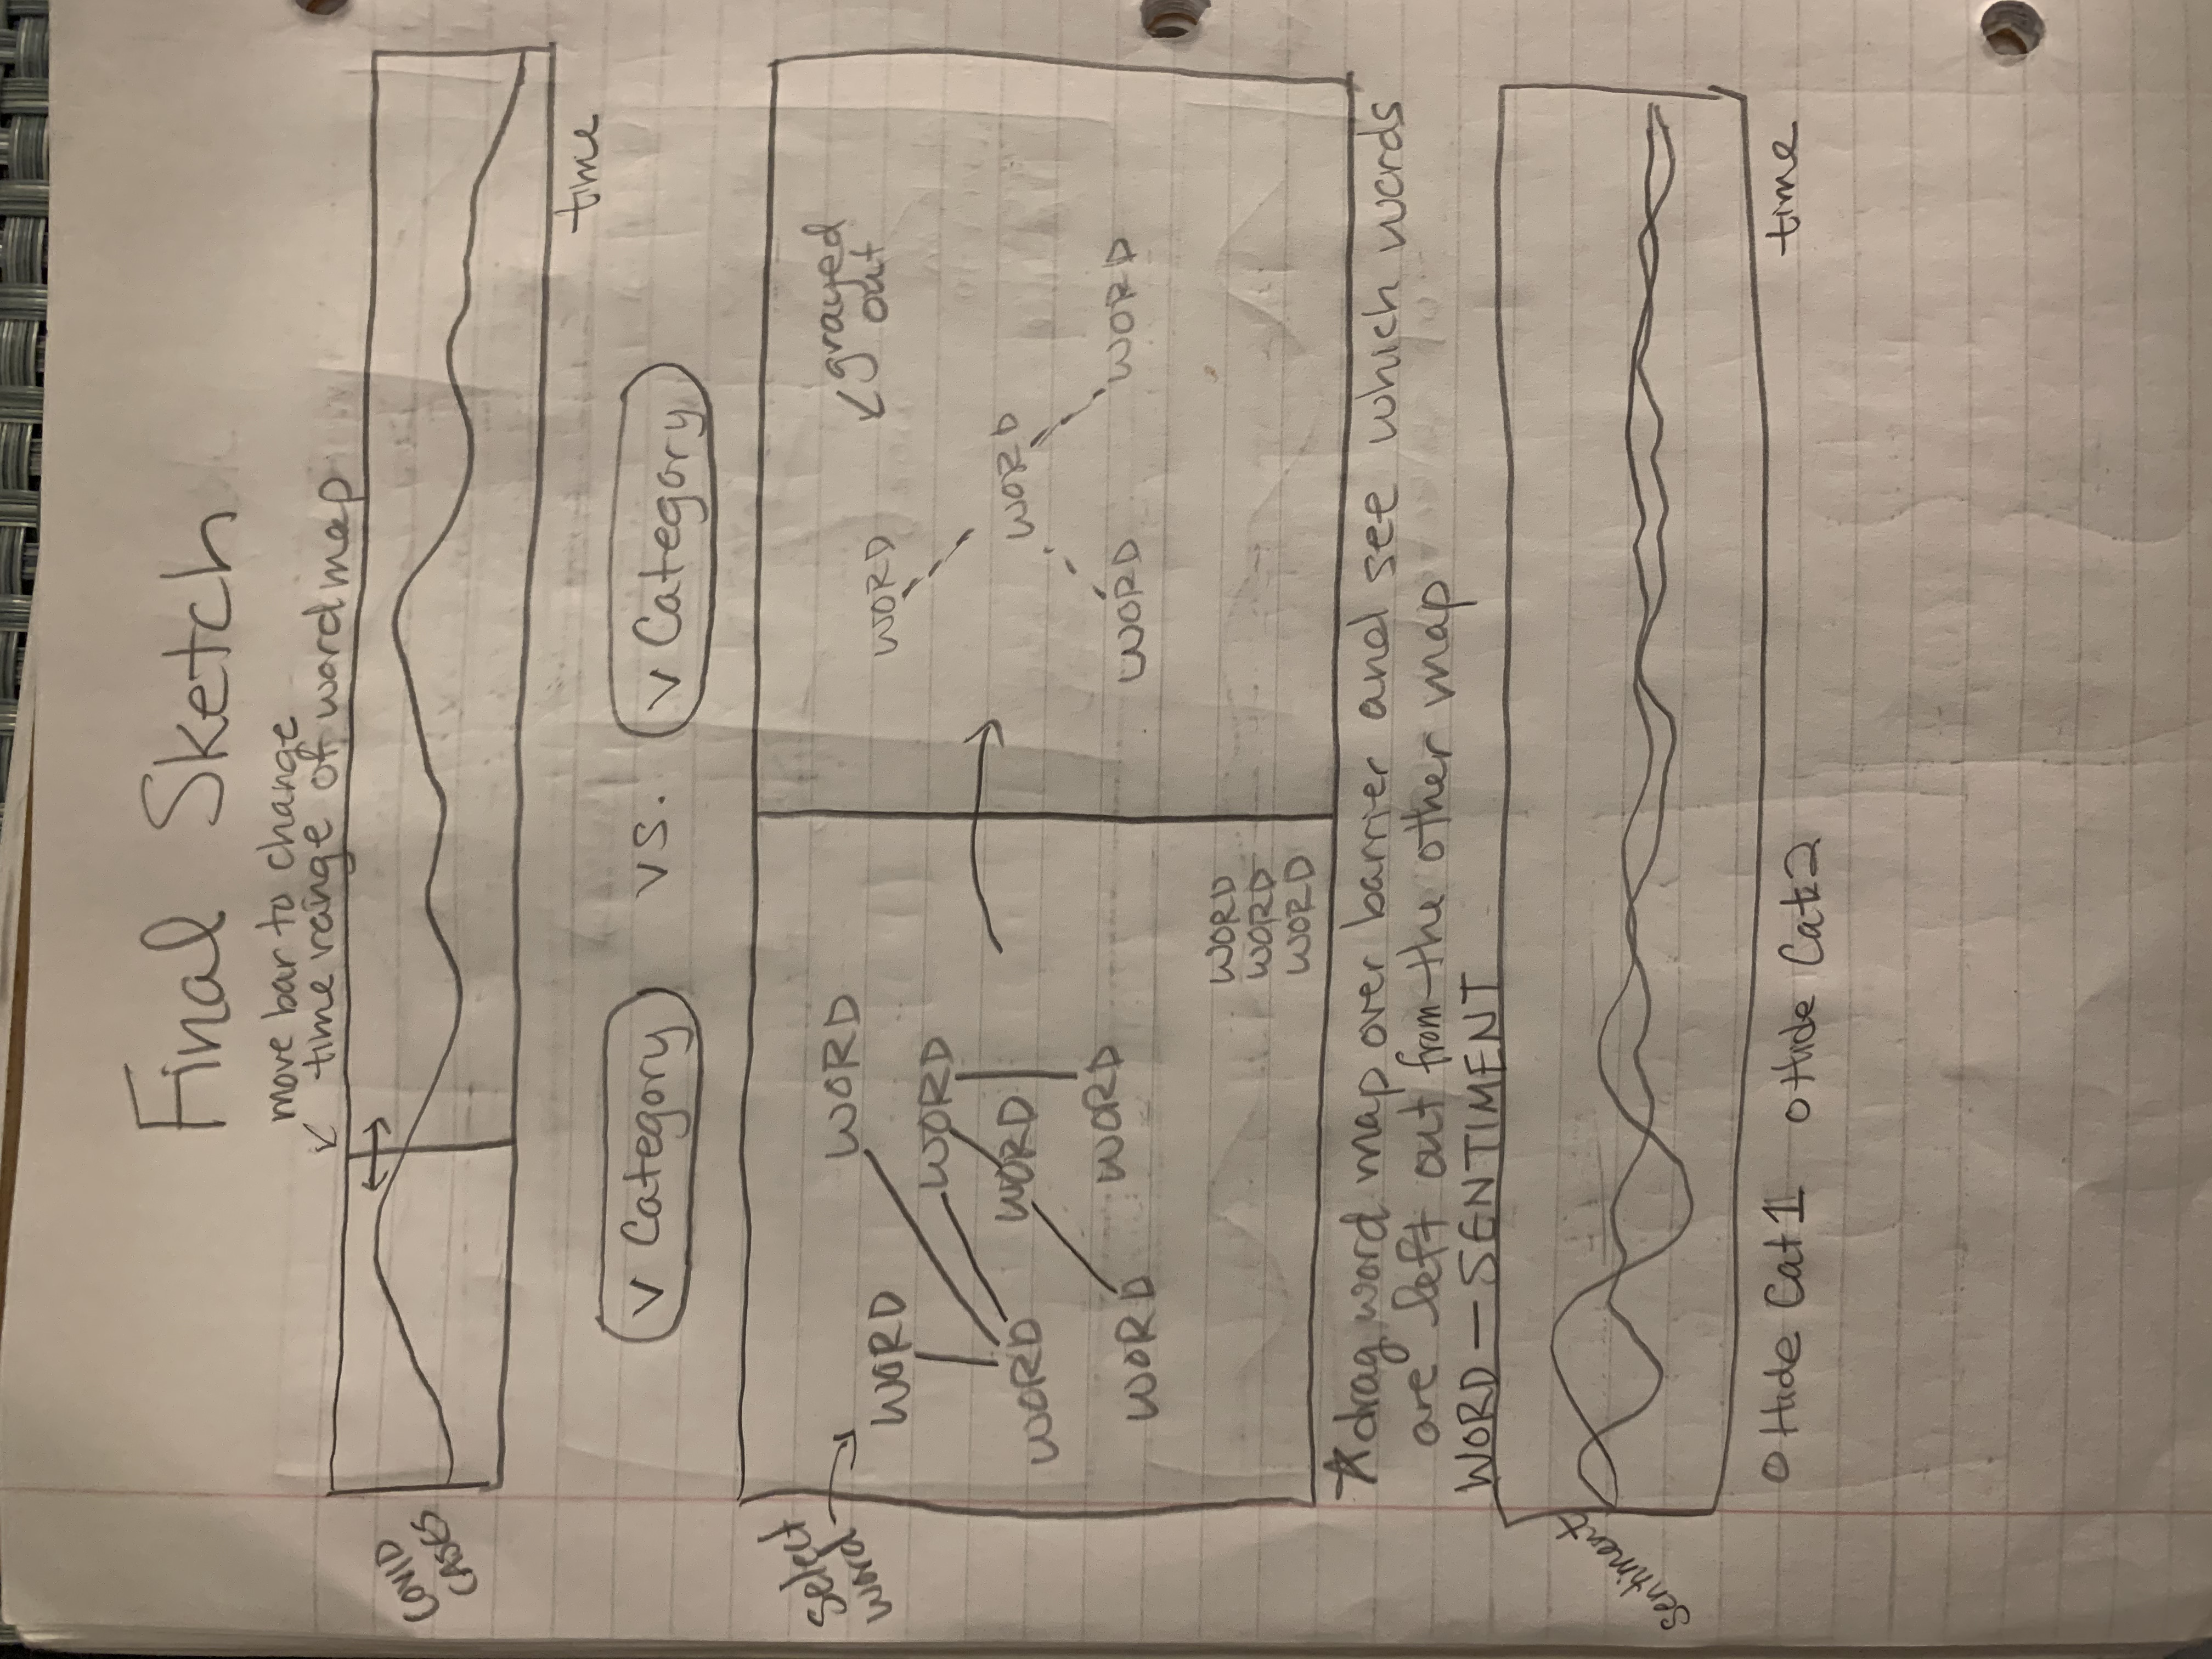 Final Sketch
move bar to change
↙ time range of word map
COVID
CASES
time
v Category vs. v Category
select
word
WORD
WORD
WORD
WORD
WORD
WORD
WORD
WORD
WORD
WORD
grayed
out
WORD
WORD
WORD
WORD
*drag word map over barrier and see which words
are left out from the other map
WORD — SENTIMENT
Sentiment
time
o Hide Cat 1 o Hide Cat 2